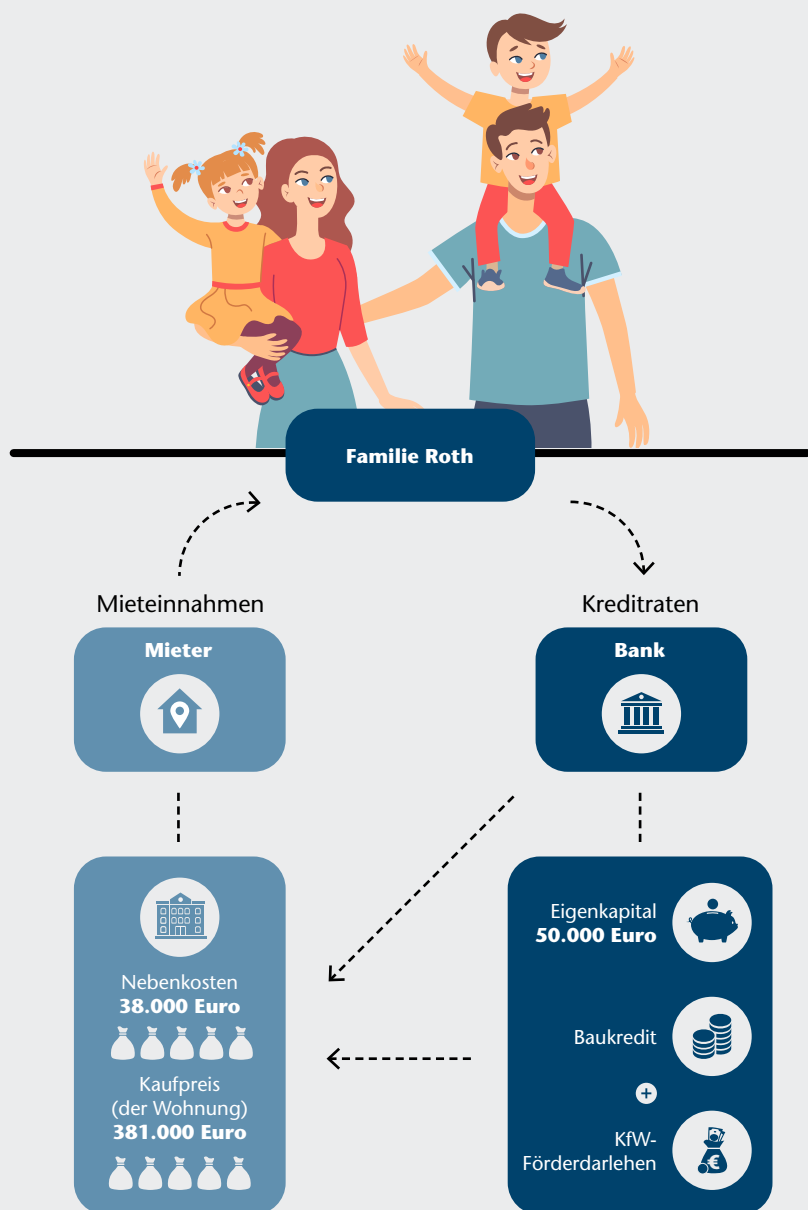 Familie Roth
Mieteinnahmen
Kreditraten
Mieter
Bank
Nebenkosten
38.000 Euro
Kaufpreis
(der Wohnung)
381.000 Euro
Eigenkapital
50.000 Euro
Baukredit
+
KfW-
Förderdarlehen
€